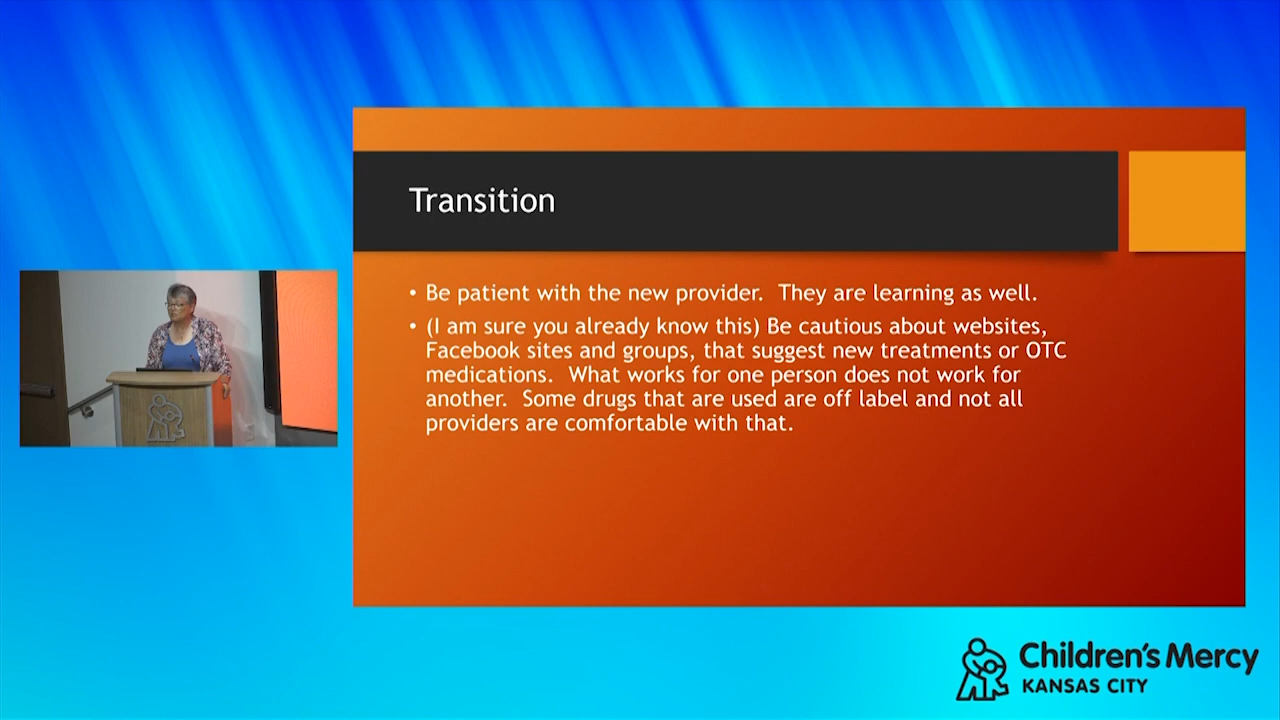 Transition
• Be patient with the new provider.  They are learning as well.
• (I am sure you already know this) Be cautious about websites,
Facebook sites and groups, that suggest new treatments or OTC
medications.  What works for one person does not work for
another.  Some drugs that are used are off label and not all
providers are comfortable with that.
Children's Mercy
KANSAS CITY